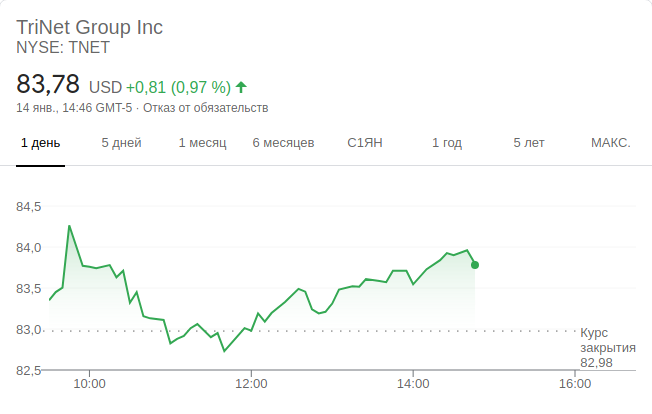 TriNet Group Inc
NYSE: TNET
83,78 USD +0,81 (0,97 %)
14 янв., 14:46 GMT-5 · Отказ от обязательств
1 день 5 дней 1 месяц 6 месяцев С1ЯН 1 год 5 лет МАКС.
84,5
84,0
83,5
83,0
Курс
закрытия
82,98
82,5
10:00 12:00 14:00 16:00